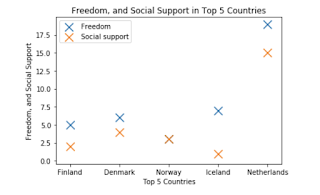 Freedom, and Social Support in Top 5 Countries
Freedom
Social support
Freedom, and Social Support
17.5
15.0
12.5
10.0
7.5
5.0
2.5
0.0
Finland Denmark Norway Iceland Netherlands
Top 5 Countries